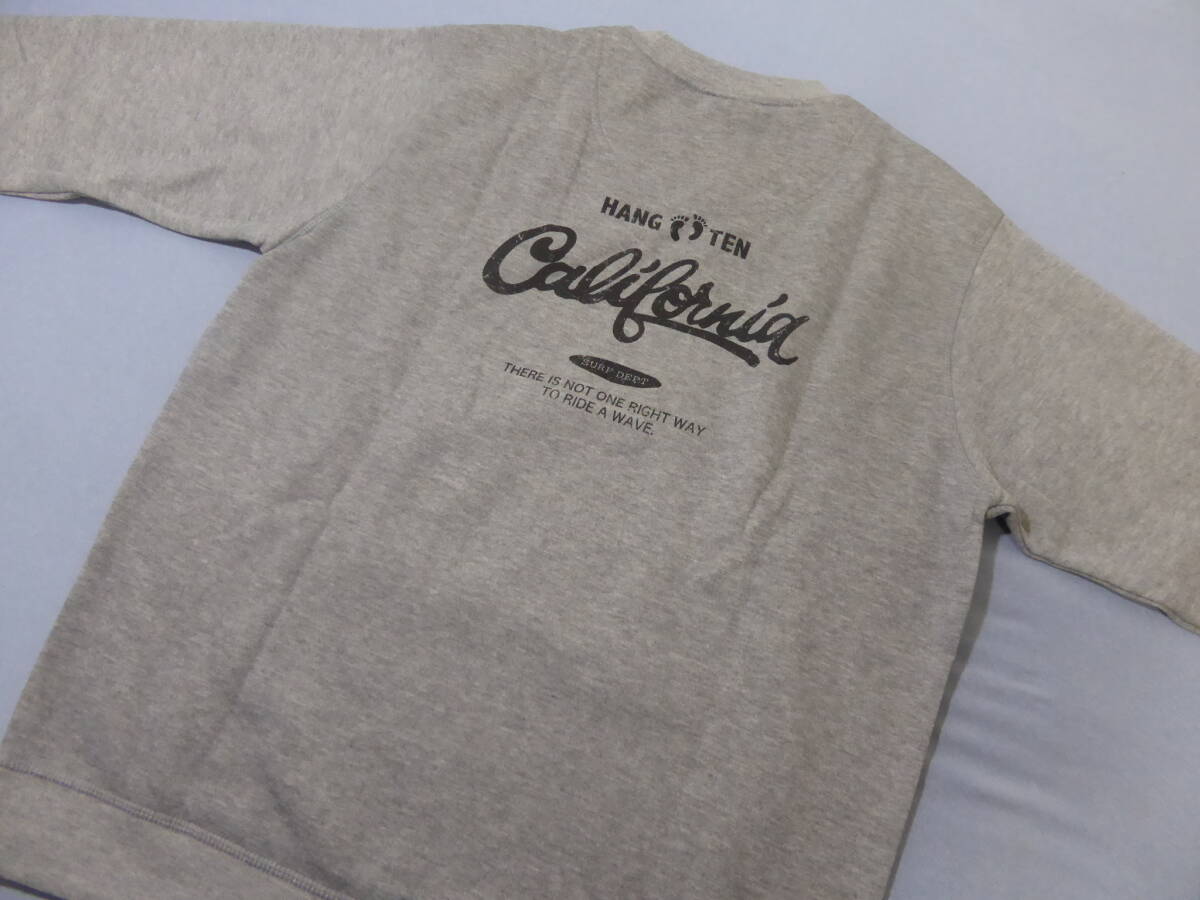 HANG TEN
California
SURF DEPT
THERE IS NOT ONE RIGHT WAY
TO RIDE A WAVE.